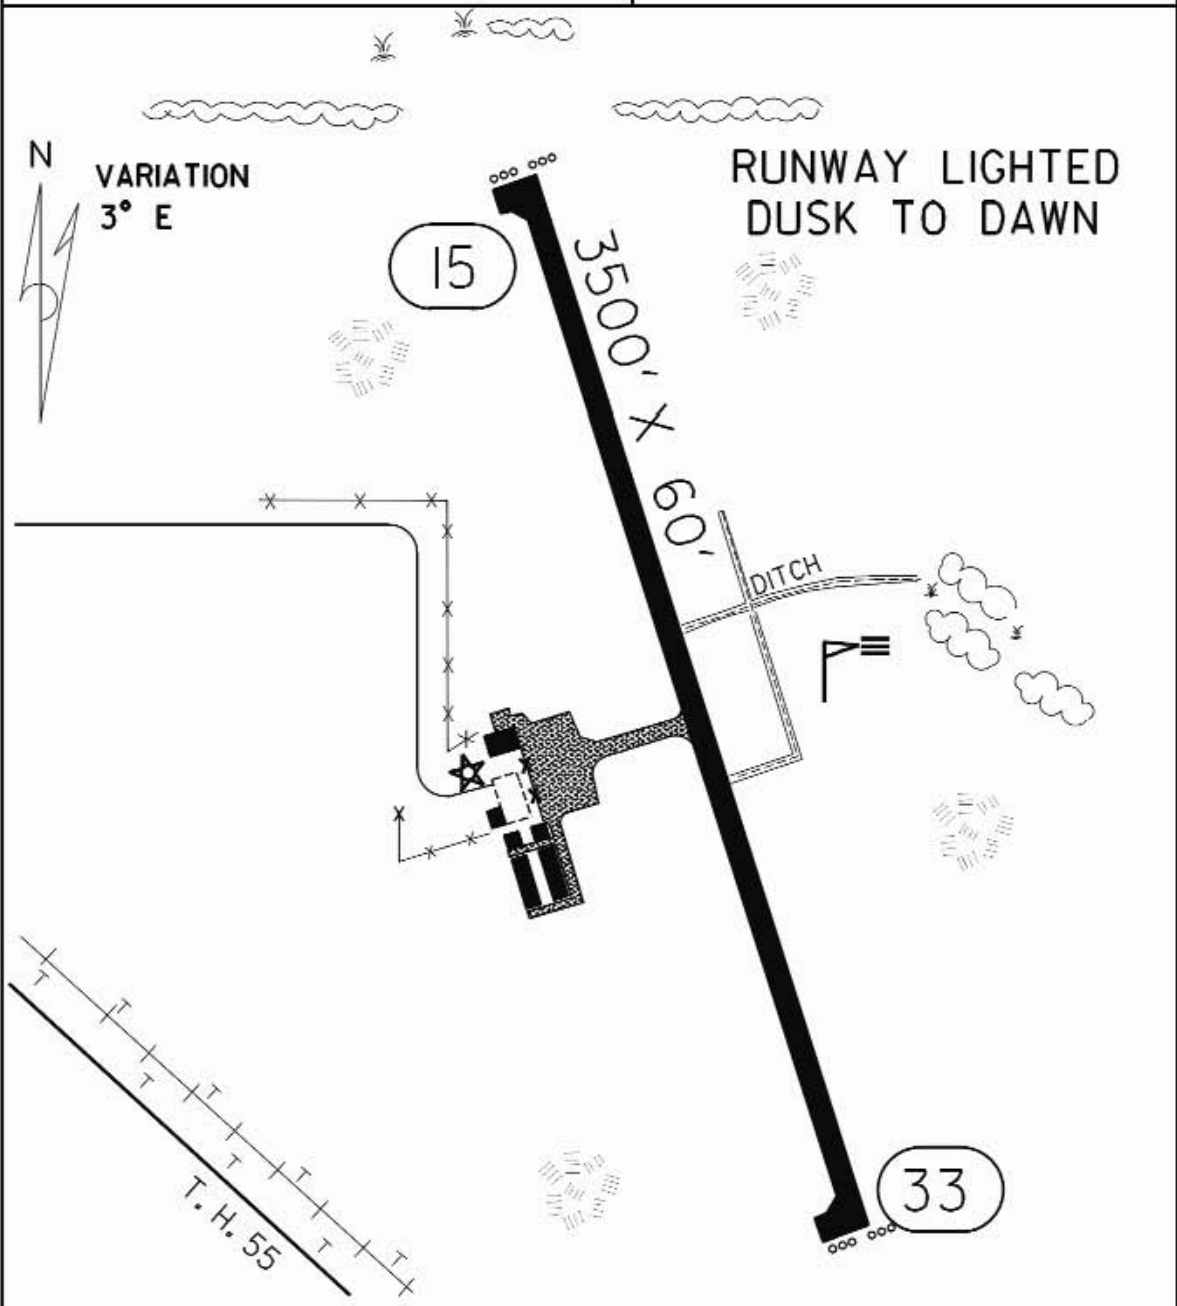 N
VARIATION
3° E
RUNWAY LIGHTED
DUSK TO DAWN
15
3500' X 60'
DITCH
33
T. H. 55
T
T
T
T
T
T
T
T